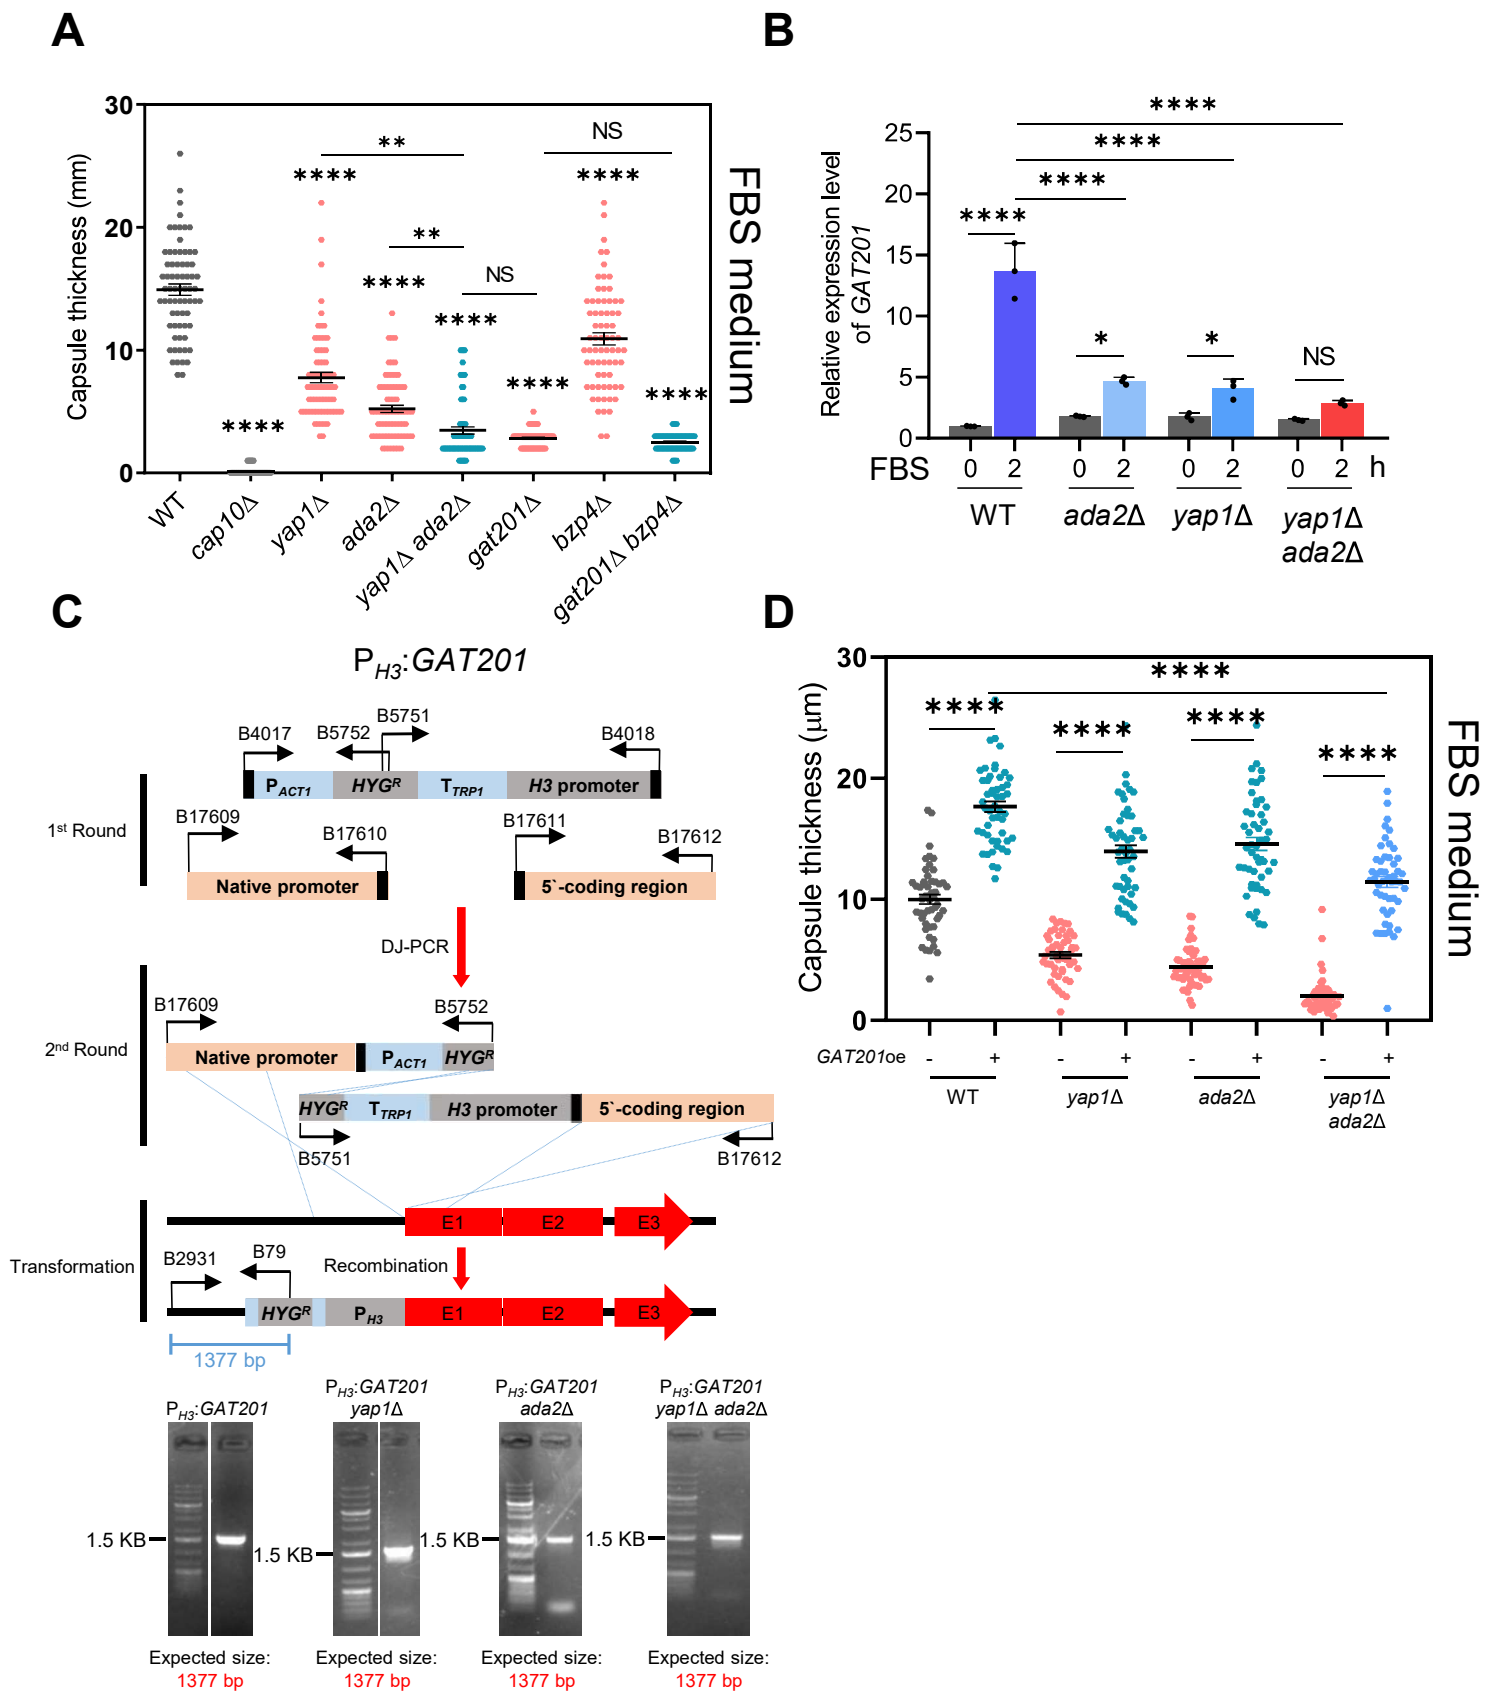 A
30
20
10
0
Capsule thickness (mm)
**
NS
****
****
**
****
NS
****
****
****
****
FBS medium
WT
cap10Δ
yap1Δ
ada2Δ
yap1Δ ada2Δ
gat201Δ
bzp4Δ
gat201Δ bzp4Δ
B
Relative expression level
of GAT201
25
20
15
10
5
0
****
****
****
****
*
*
NS
FBS 0 2 0 2 0 2 0 2 h
WT
ada2Δ
yap1Δ
yap1Δ
ada2Δ
C
PH3:GAT201
B4017
B5752
B5751
B4018
PACT1
HYGR
TTRP1
H3 promoter
1st Round
B17609
B17610
B17611
B17612
Native promoter
5`-coding region
DJ-PCR
2nd Round
B17609
B5752
Native promoter
PACT1
HYGR
HYGR
TTRP1
H3 promoter
5`-coding region
B5751
B17612
Transformation
E1
E2
E3
B2931
B79
Recombination
HYGR
PH3
E1
E2
E3
1377 bp
PH3:GAT201
PH3:GAT201
yap1Δ
PH3:GAT201
ada2Δ
PH3:GAT201
yap1Δ ada2Δ
1.5 KB
1.5 KB
1.5 KB
1.5 KB
Expected size:
1377 bp
Expected size:
1377 bp
Expected size:
1377 bp
Expected size:
1377 bp
D
Capsule thickness (μm)
30
20
10
0
****
****
****
****
****
FBS medium
GAT201oe - + - + - + - +
WT
yap1Δ
ada2Δ
yap1Δ
ada2Δ